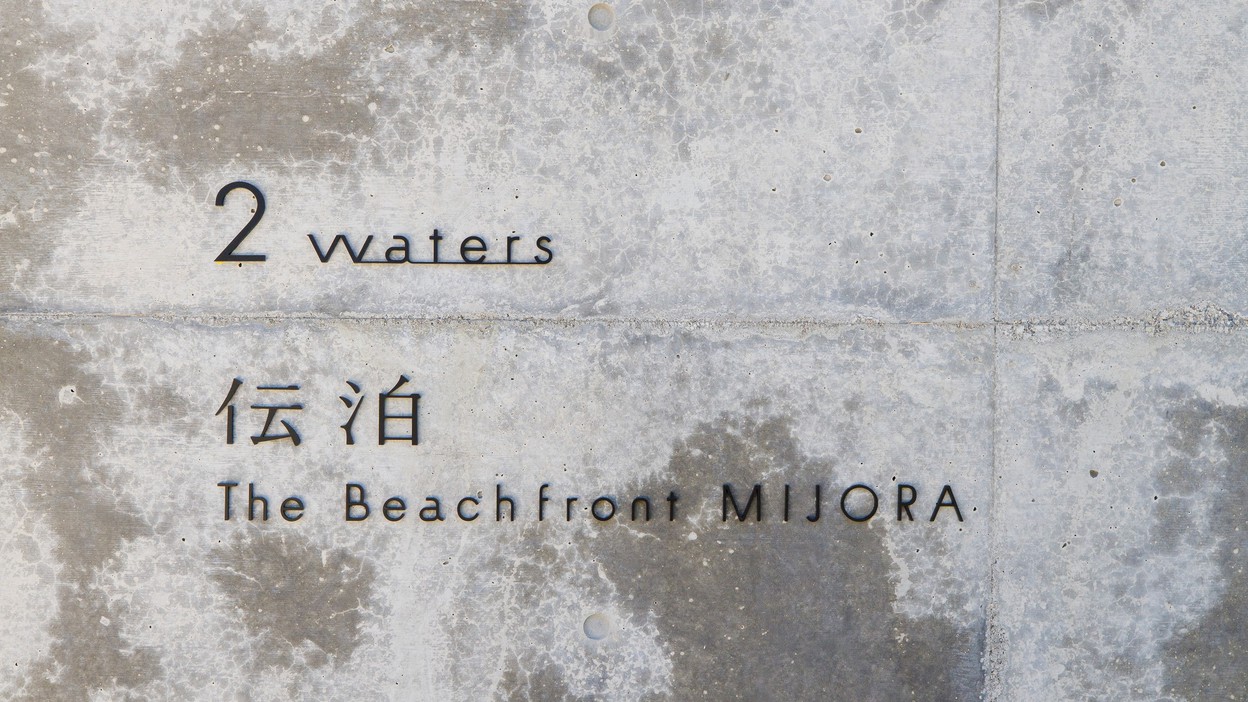 2 waters
伝泊
The Beachfront MIJORA